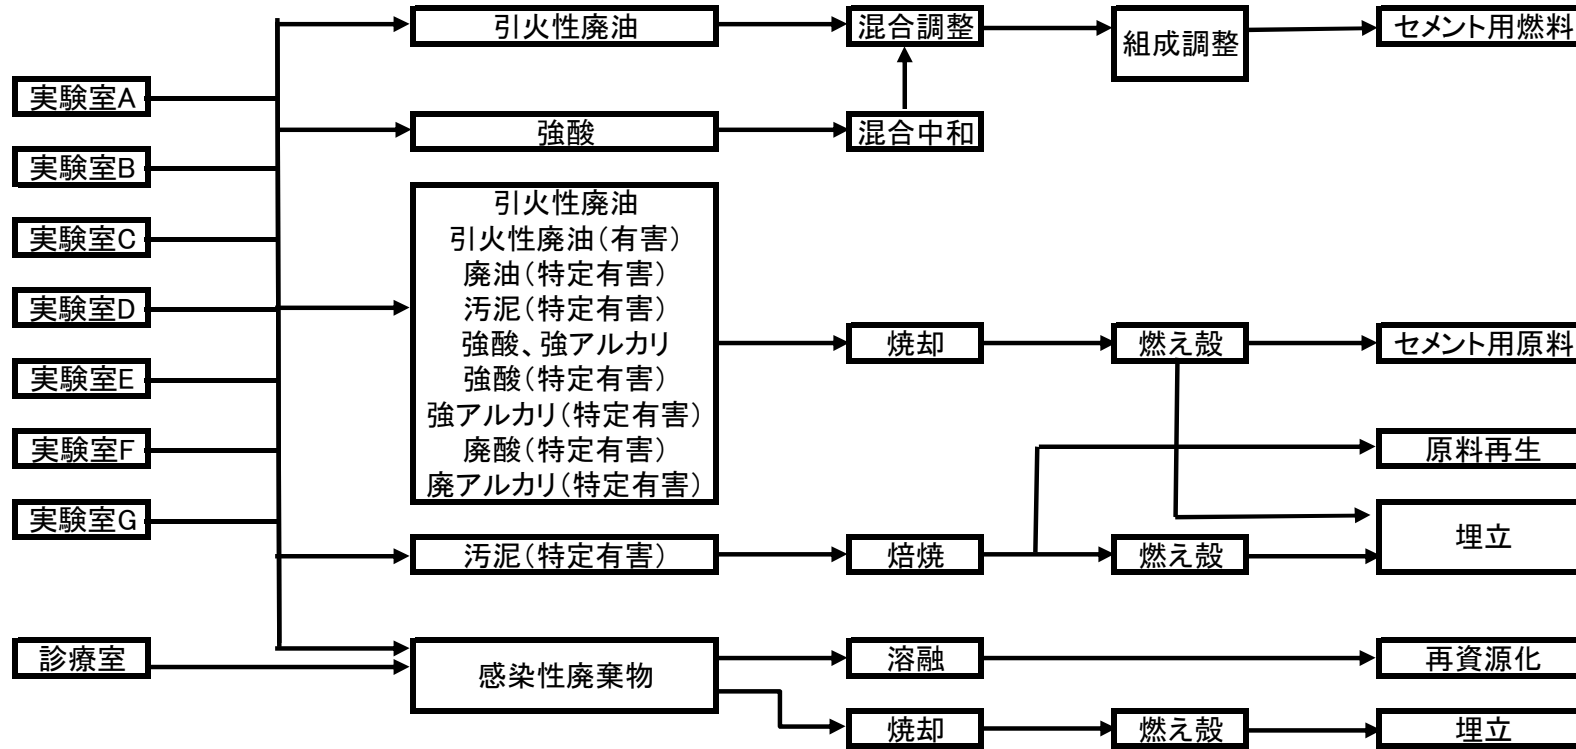 引火性廃油
混合調整
組成調整
セメント用燃料
実験室A
強酸
混合中和
実験室B
実験室C
実験室D
実験室E
実験室F
実験室G
引火性廃油
引火性廃油(有害)
廃油(特定有害)
汚泥(特定有害)
強酸、強アルカリ
強酸(特定有害)
強アルカリ(特定有害)
廃酸(特定有害)
廃アルカリ(特定有害)
焼却
燃え殻
セメント用原料
原料再生
汚泥(特定有害)
焙焼
燃え殻
埋立
診療室
感染性廃棄物
溶融
再資源化
焼却
燃え殻
埋立